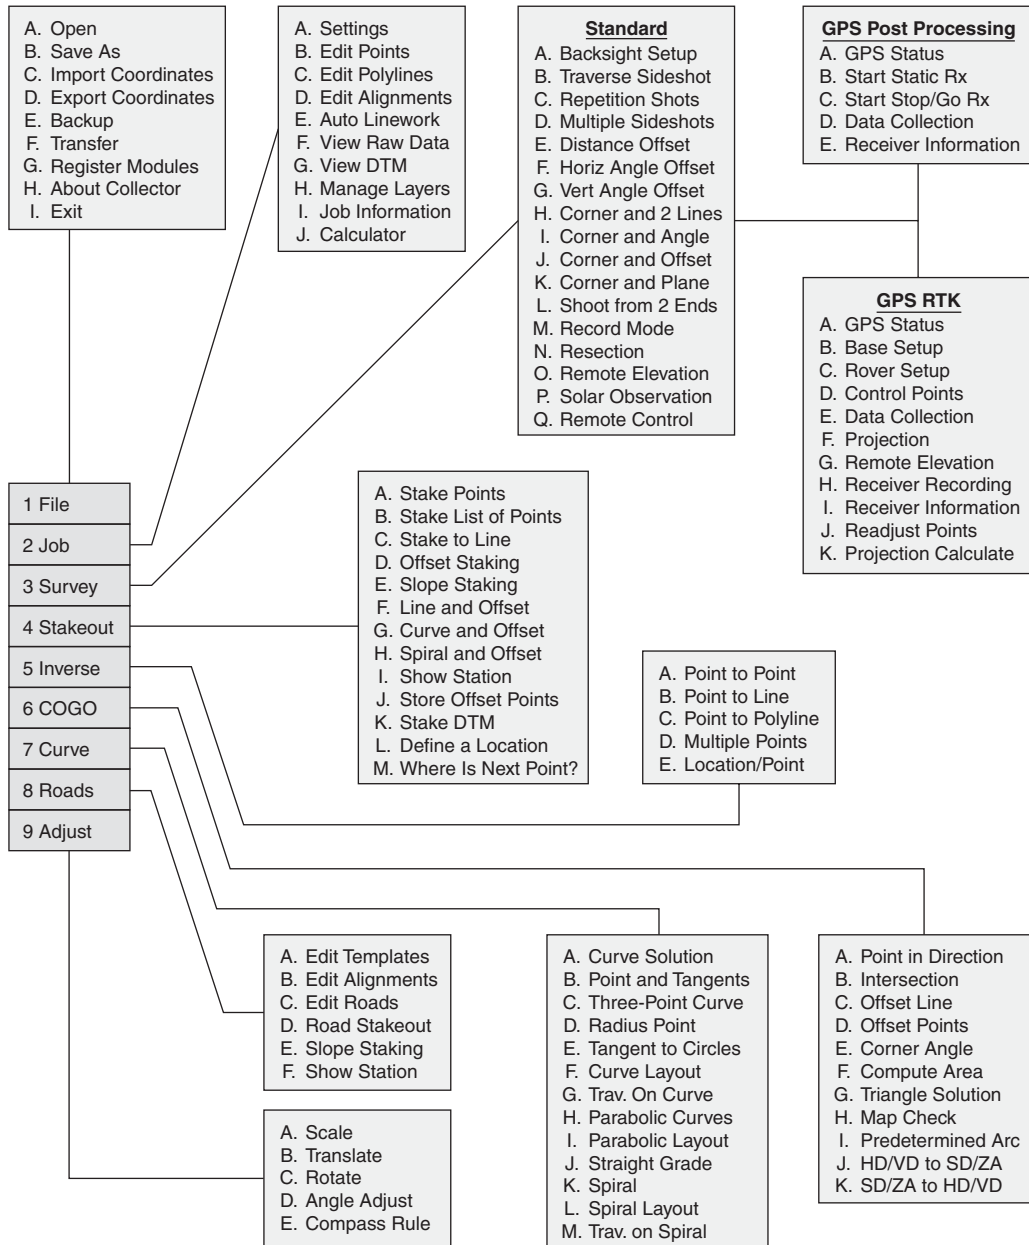 A. Open
B. Save As
C. Import Coordinates
D. Export Coordinates
E. Backup
F. Transfer
G. Register Modules
H. About Collector
I. Exit
A. Settings
B. Edit Points
C. Edit Polylines
D. Edit Alignments
E. Auto Linework
F. View Raw Data
G. View DTM
H. Manage Layers
I. Job Information
J. Calculator
Standard
A. Backsight Setup
B. Traverse Sideshot
C. Repetition Shots
D. Multiple Sideshots
E. Distance Offset
F. Horiz Angle Offset
G. Vert Angle Offset
H. Corner and 2 Lines
I. Corner and Angle
J. Corner and Offset
K. Corner and Plane
L. Shoot from 2 Ends
M. Record Mode
N. Resection
O. Remote Elevation
P. Solar Observation
Q. Remote Control
GPS Post Processing
A. GPS Status
B. Start Static Rx
C. Start Stop/Go Rx
D. Data Collection
E. Receiver Information
GPS RTK
A. GPS Status
B. Base Setup
C. Rover Setup
D. Control Points
E. Data Collection
F. Projection
G. Remote Elevation
H. Receiver Recording
I. Receiver Information
J. Readjust Points
K. Projection Calculate
1 File
2 Job
3 Survey
4 Stakeout
5 Inverse
6 COGO
7 Curve
8 Roads
9 Adjust
A. Stake Points
B. Stake List of Points
C. Stake to Line
D. Offset Staking
E. Slope Staking
F. Line and Offset
G. Curve and Offset
H. Spiral and Offset
I. Show Station
J. Store Offset Points
K. Stake DTM
L. Define a Location
M. Where Is Next Point?
A. Point to Point
B. Point to Line
C. Point to Polyline
D. Multiple Points
E. Location/Point
A. Edit Templates
B. Edit Alignments
C. Edit Roads
D. Road Stakeout
E. Slope Staking
F. Show Station
A. Scale
B. Translate
C. Rotate
D. Angle Adjust
E. Compass Rule
A. Curve Solution
B. Point and Tangents
C. Three-Point Curve
D. Radius Point
E. Tangent to Circles
F. Curve Layout
G. Trav. On Curve
H. Parabolic Curves
I. Parabolic Layout
J. Straight Grade
K. Spiral
L. Spiral Layout
M. Trav. on Spiral
A. Point in Direction
B. Intersection
C. Offset Line
D. Offset Points
E. Corner Angle
F. Compute Area
G. Triangle Solution
H. Map Check
I. Predetermined Arc
J. HD/VD to SD/ZA
K. SD/ZA to HD/VD